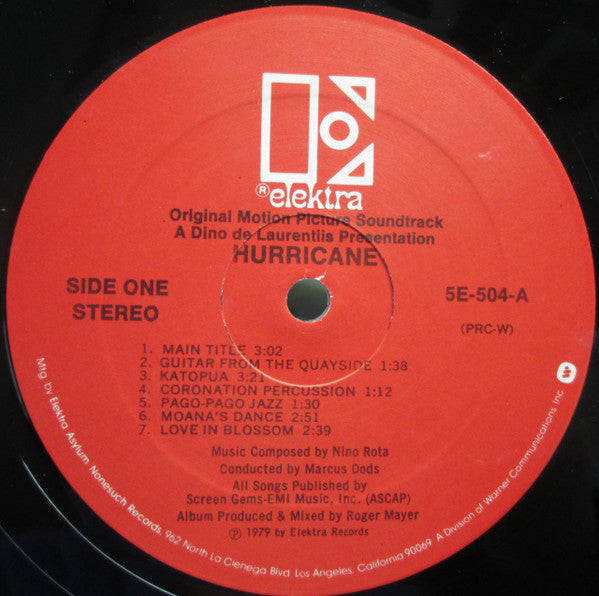 ® elektra
Original Motion Picture Soundtrack
A Dino de Laurentiis Presentation
HURRICANE
SIDE ONE
STEREO
5E-504-A
(PRC-W)
1. MAIN TITLE 3:02
2. GUITAR FROM THE QUAYSIDE 1:38
3. KATOPUA 3:21
4. CORONATION PERCUSSION 1:12
5. PAGO-PAGO JAZZ 1:30
6. MOANA'S DANCE 2:51
7. LOVE IN BLOSSOM 2:39
Music Composed by Nino Rota
Conducted by Marcus Dods
All Songs Published by
Screen Gems-EMI Music, Inc. (ASCAP)
Album Produced & Mixed by Roger Mayer
℗ 1979 by Elektra Records
Mfg. by Elektra Asylum Nonesuch Records, 962 North La Cienega Blvd. Los Angeles, California 90069 A Division of Warner Communications Inc.